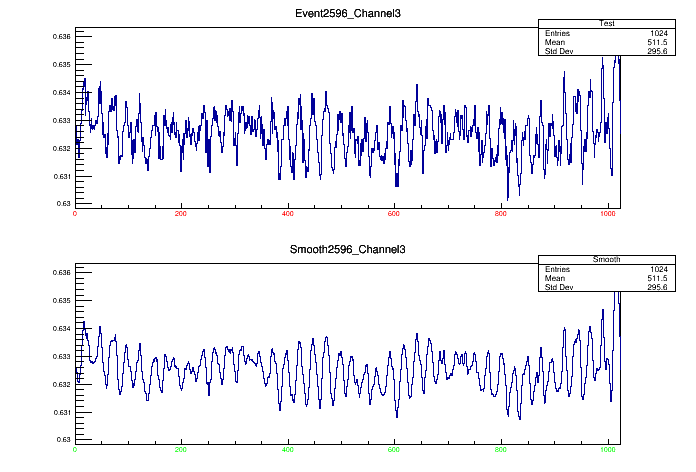 Event2596_Channel3
Test
Entries 1024
Mean 511.5
Std Dev 295.6
0.636
0.635
0.634
0.633
0.632
0.631
0.63
0 200 400 600 800 1000
Smooth2596_Channel3
Smooth
Entries 1024
Mean 511.5
Std Dev 295.6
0.636
0.635
0.634
0.633
0.632
0.631
0.63
0 200 400 600 800 1000